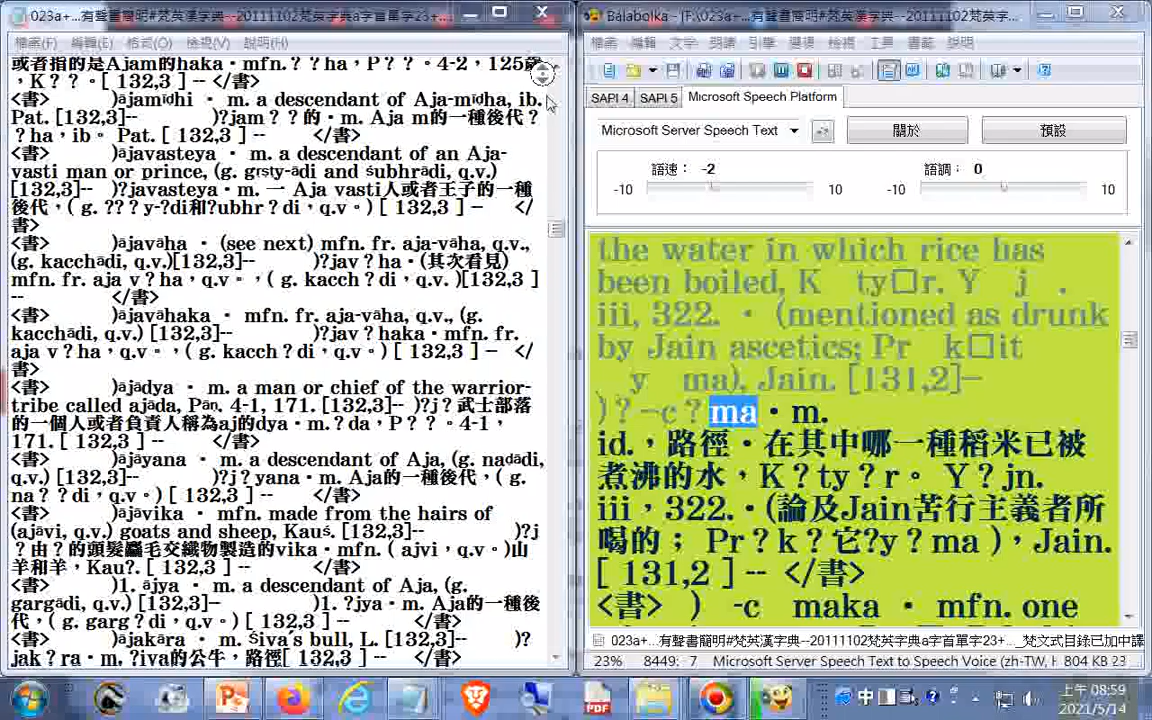 023a+...有聲書簡明#梵英漢字典--20111102梵英字典a字首單字23+...
檔案(F) 編輯(E) 格式(O) 檢視(V) 說明(H)
或者指的是Ajam的haka‧mfn.？？ha，P？？。4-2，125歲
，K？？。[ 132,3] -- </書>
<書> )ājamīḍhi ‧ m. a descendant of Aja-mīḍha, ib.
Pat. [132,3]-- )?jam？？的‧m. Aja m的一種後代？
？ha，ib。 Pat. [ 132,3 ] -- </書>
<書> )ājavasteya ‧ m. a descendant of an Aja-
vasti man or prince, (g. gṛṣṭy-ādi and śubhrādi, q.v.)
[132,3]-- )?javasteya‧m. 一 Aja vasti人或者王子的一種
後代，( g. ???y-?di和?ubhr？di，q.v。) [ 132,3 ] -- </
書>
<書> )ājavāha ‧ (see next) mfn. fr. aja-vāha, q.v.,
(g. kacchādi, q.v.)[132,3]-- )?jav？ha‧(其次看見)
mfn. fr. aja v？ha，q.v。，( g. kacch？di，q.v. )[132,3 ]
-- </書>
<書> )ājavāhaka ‧ mfn. fr. aja-vāha, q.v., (g.
kacchādi, q.v.) [132,3]-- )?jav？haka‧mfn. fr.
aja v？ha，q.v。，( g. kacch？di，q.v。) [ 132,3 ] -- </
書>
<書> )ājādya ‧ m. a man or chief of the warrior-
tribe called ajāda, Pāṇ. 4-1, 171. [132,3]-- )?j？武士部落
的一個人或者負責人稱為aj的dya‧m.？da，P？？。4-1，
171. [ 132,3 ] -- </書>
<書> )ājāyana ‧ m. a descendant of Aja, (g. naḍādi,
q.v.) [132,3]-- )?j？yana‧m. Aja的一種後代，( g.
na？？di，q.v。) [ 132,3 ] -- </書>
<書> )ājāvika ‧ mfn. made from the hairs of
(ajāvi, q.v.) goats and sheep, Kauś. [132,3]-- )?j
？由？的頭髮黸毛交織物製造的vika‧mfn. ( ajvi，q.v。)山
羊和羊，Kau?. [ 132,3 ] -- </書>
<書> )1. ājya ‧ m. a descendant of Aja, (g.
gargādi, q.v.) [132,3]-- )1. ?jya‧m. Aja的一種後
代，( g. garg？di，q.v。) [ 132,3 ] -- </書>
<書> )ājakāra ‧ m. Śiva's bull, L. [132,3]-- )?
jak？ra‧m. ?iva的公牛，路徑[ 132,3 ] -- </書>
Balabolka - [F:\023a+...有聲書簡明#梵英漢字典--20111102梵英字...
檔案 編輯 文字 朗讀 引擎 選項 檢視 工具 書籤 說明
SAPI 4 SAPI 5 Microsoft Speech Platform
Microsoft Server Speech Text 關於 預設
語速： -2 語調： 0
-10 10 -10 10
the water in which rice has
been boiled, K ty□r. Y j .
iii, 322. ‧ (mentioned as drunk
by Jain ascetics; Pr k□it
y ma), Jain. [131,2]--
)？-c？ma‧m.
id.，路徑‧在其中哪一種稻米已被
煮沸的水，K？ty？r。 Y？jn.
iii，322.‧(論及Jain苦行主義者所
喝的； Pr？k？它?y？ma )，Jain.
[ 131,2 ] -- </書>
<書> ) -c maka ‧ mfn. one
023a+...有聲書簡明#梵英漢字典--20111102梵英字典a字首單字23+..._梵文式目錄已加中譯
23% 8449: 7 Microsoft Server Speech Text to Speech Voice (zh-TW, H 804 KB 23
中
上午 08:59
2021/5/14